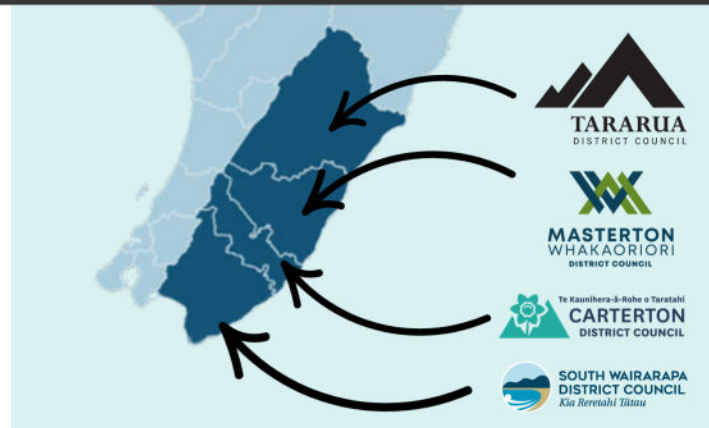 TARARUA
DISTRICT COUNCIL
MASTERTON
WHAKAORIORI
DISTRICT COUNCIL
Te Kaunihera-ā-Rohe o Taratahi
CARTERTON
DISTRICT COUNCIL
SOUTH WAIRARAPA
DISTRICT COUNCIL
Kia Reretahi Tātau